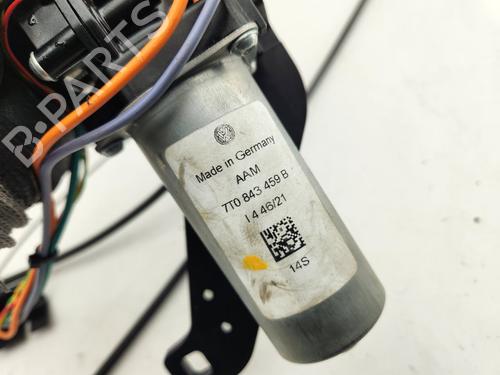 B-PARTS
Made in Germany
AAM
7T0 843 459 B
I 4 46/21
14S